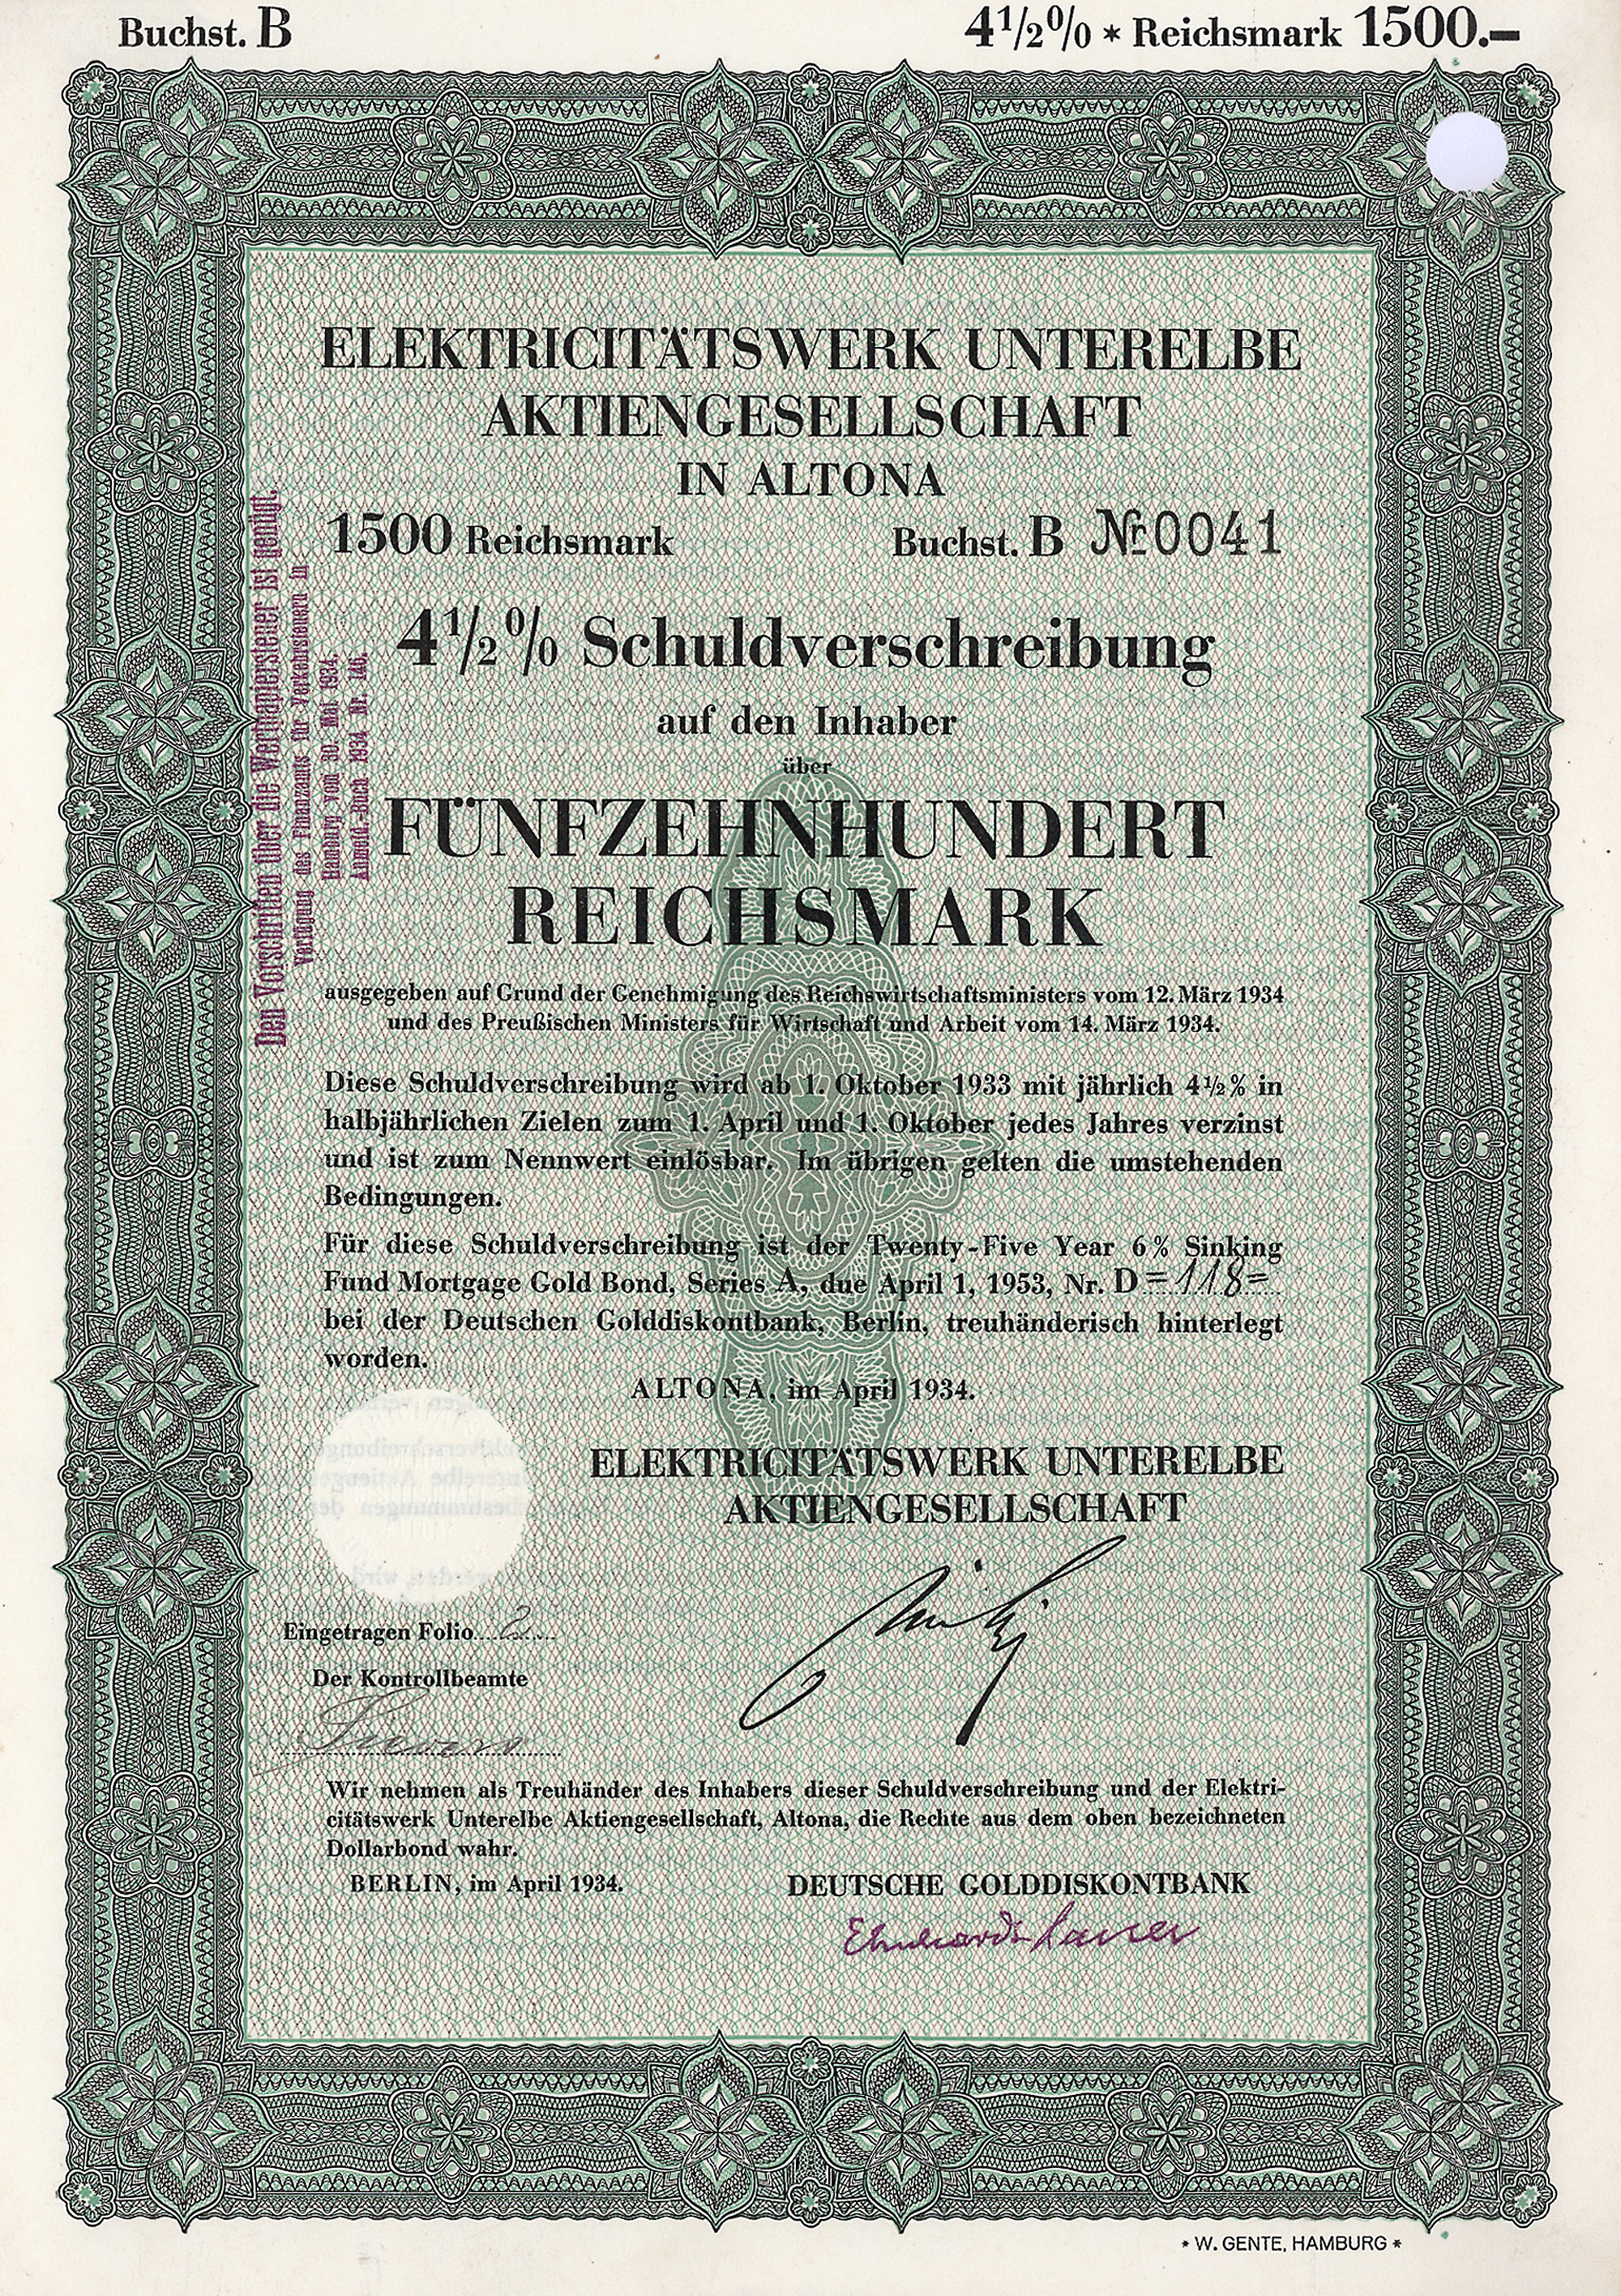 Buchst. B
4½% * Reichsmark 1500.–
ELEKTRICITÄTSWERK UNTERELBE
AKTIENGESELLSCHAFT
IN ALTONA
1500 Reichsmark Buchst. B Nr 0041
4½% Schuldverschreibung
auf den Inhaber
über
FÜNFZEHNHUNDERT
REICHSMARK
ausgegeben auf Grund der Genehmigung des Reichswirtschaftsministers vom 12. März 1934
und des Preußischen Ministers für Wirtschaft und Arbeit vom 14. März 1934.
Diese Schuldverschreibung wird ab 1. Oktober 1933 mit jährlich 4½% in
halbjährlichen Zielen zum 1. April und 1. Oktober jedes Jahres verzinst
und ist zum Nennwert einlösbar. Im übrigen gelten die umstehenden
Bedingungen.
Für diese Schuldverschreibung ist der Twenty-Five Year 6% Sinking
Fund Mortgage Gold Bond, Series A, due April 1, 1953, Nr. D =118=
bei der Deutschen Golddiskontbank, Berlin, treuhänderisch hinterlegt
worden.
ALTONA, im April 1934.
ELEKTRICITÄTSWERK UNTERELBE
AKTIENGESELLSCHAFT
Eingetragen Folio 2
Der Kontrollbeamte
Wir nehmen als Treuhänder des Inhabers dieser Schuldverschreibung und der Elektri-
citätswerk Unterelbe Aktiengesellschaft, Altona, die Rechte aus dem oben bezeichneten
Dollarbond wahr.
BERLIN, im April 1934.
DEUTSCHE GOLDDISKONTBANK
Den Vorschriften über die Wertpapiersteuer ist genügt.
Verfügung des Finanzamts für Verkehrsteuern in
Hamburg vom 30. Mai 1934.
Anmeld.-Buch 1934 Nr. 146.
* W. GENTE, HAMBURG *